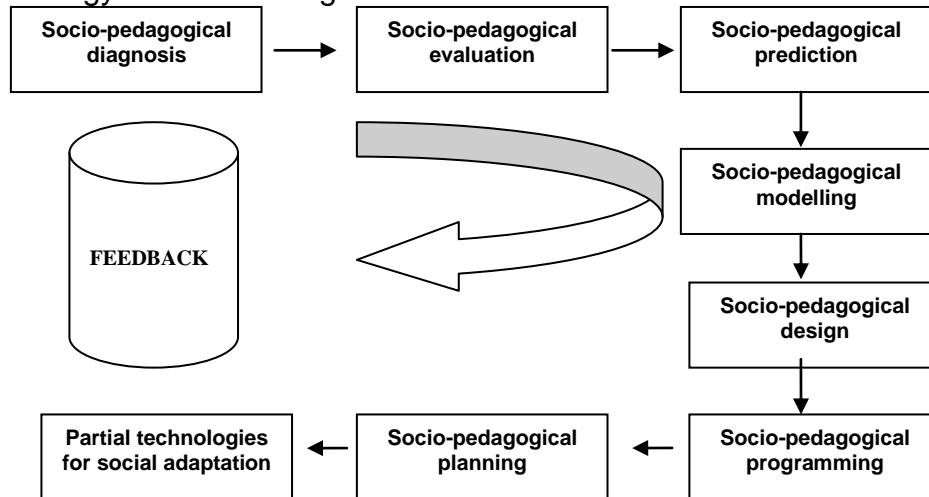 Socio-pedagogical
diagnosis
Socio-pedagogical
evaluation
Socio-pedagogical
prediction
Socio-pedagogical
modelling
FEEDBACK
Socio-pedagogical
design
Partial technologies
for social adaptation
Socio-pedagogical
planning
Socio-pedagogical
programming